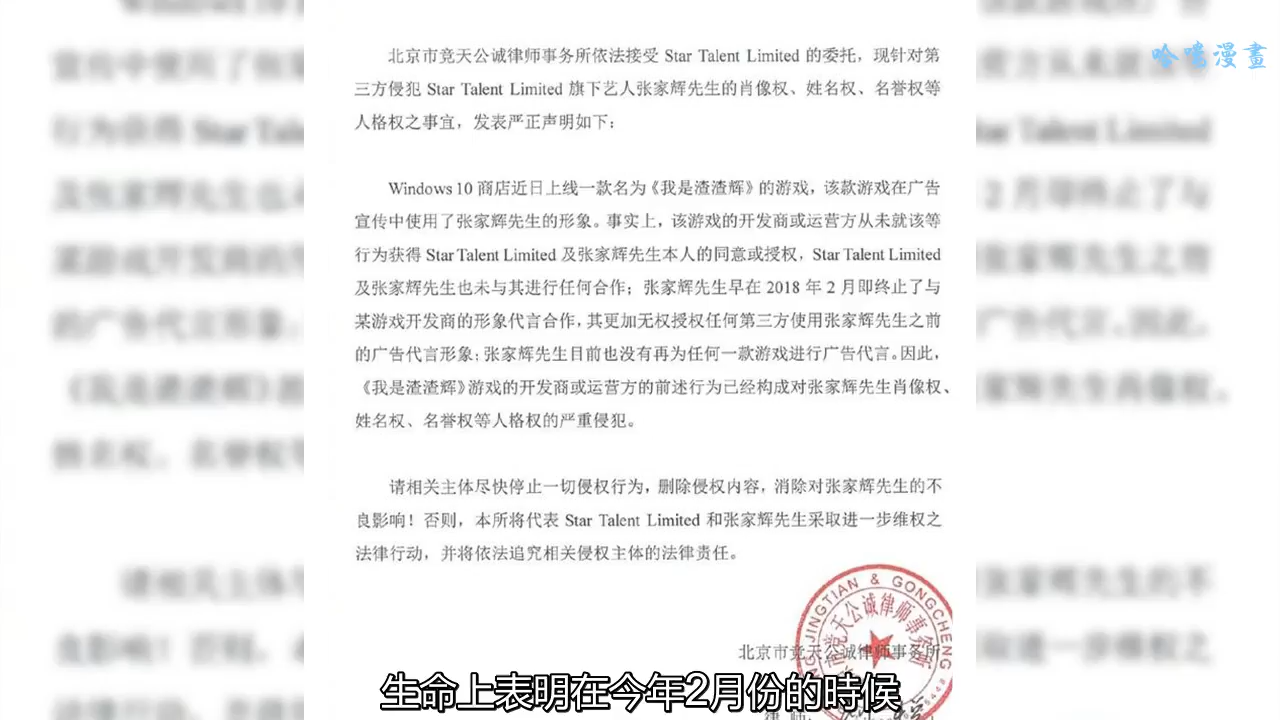 哈嘍漫畫
北京市竞天公诚律师事务所依法接受 Star Talent Limited 的委托，现针对第
三方侵犯 Star Talent Limited 旗下艺人张家辉先生的肖像权、姓名权、名誉权等
人格权之事宜，发表严正声明如下：
Windows 10 商店近日上线一款名为《我是渣渣辉》的游戏，该款游戏在广告
宣传中使用了张家辉先生的形象。事实上，该游戏的开发商或运营方从未就该等
行为获得 Star Talent Limited 及张家辉先生本人的同意或授权，Star Talent Limited
及张家辉先生也未与其进行任何合作；张家辉先生早在 2018 年 2 月即终止了与
某游戏开发商的形象代言合作，其更加无权授权任何第三方使用张家辉先生之前
的广告代言形象；张家辉先生目前也没有再为任何一款游戏进行广告代言。因此，
《我是渣渣辉》游戏的开发商或运营方的前述行为已经构成对张家辉先生肖像权、
姓名权、名誉权等人格权的严重侵犯。
请相关主体尽快停止一切侵权行为，删除侵权内容，消除对张家辉先生的不
良影响！否则，本所将代表 Star Talent Limited 和张家辉先生采取进一步维权之
法律行动，并将依法追究相关侵权主体的法律责任。
JINGTIAN & GONGCHENG
北京市竞天公诚律师事务所
生命上表明在今年2月份的時候
律 师：